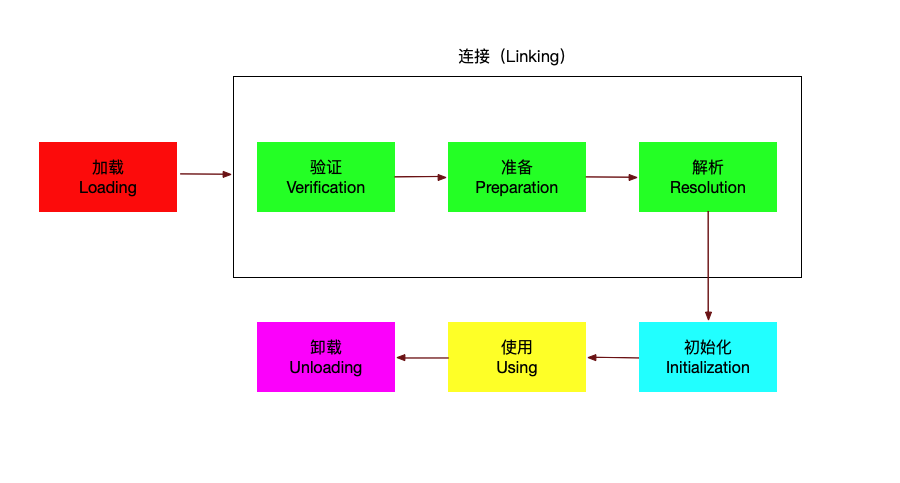 连接（Linking）
加载
Loading
验证
Verification
准备
Preparation
解析
Resolution
卸载
Unloading
使用
Using
初始化
Initialization